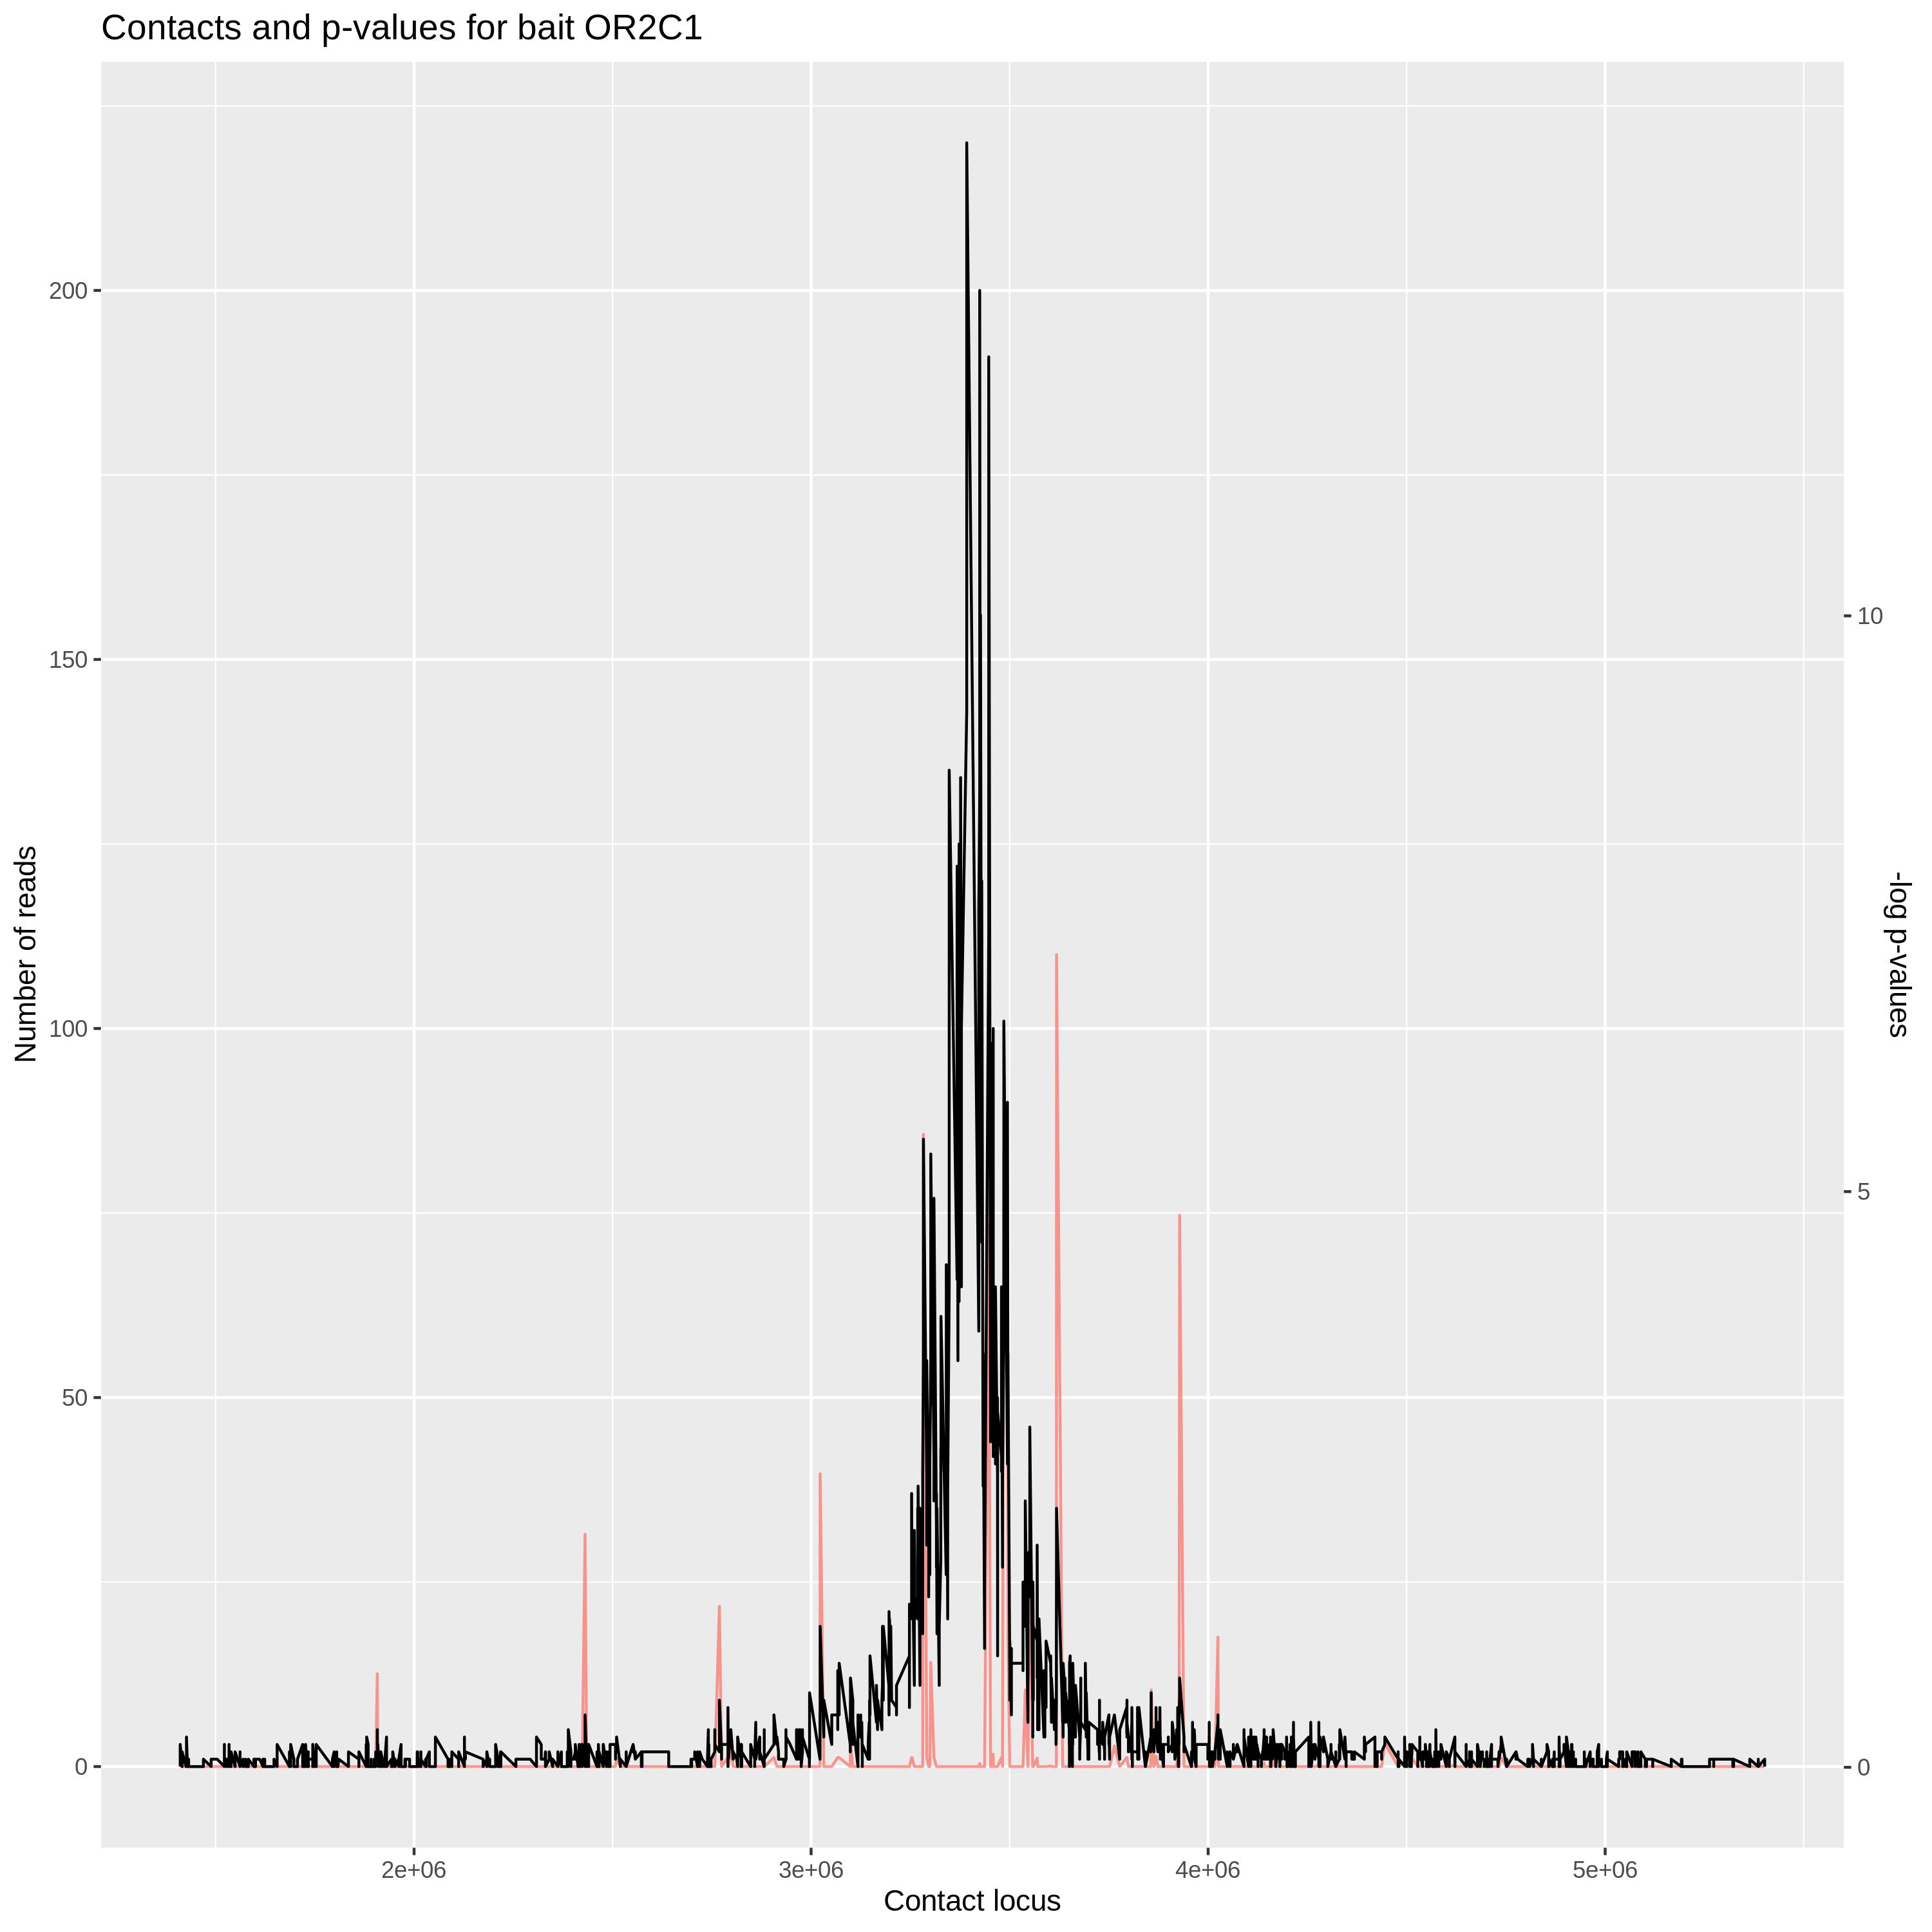 Contacts and p-values for bait OR2C1
200
150
100
50
0
Number of reads
10
5
0
-log p-values
2e+06 3e+06 4e+06 5e+06
Contact locus